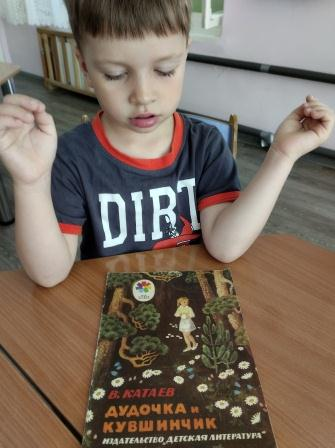 DIRT
В. КАТАЕВ
ДУДОЧКА и
КУВШИНЧИК
ИЗДАТЕЛЬСТВО „ДЕТСКАЯ ЛИТЕРАТУРА"